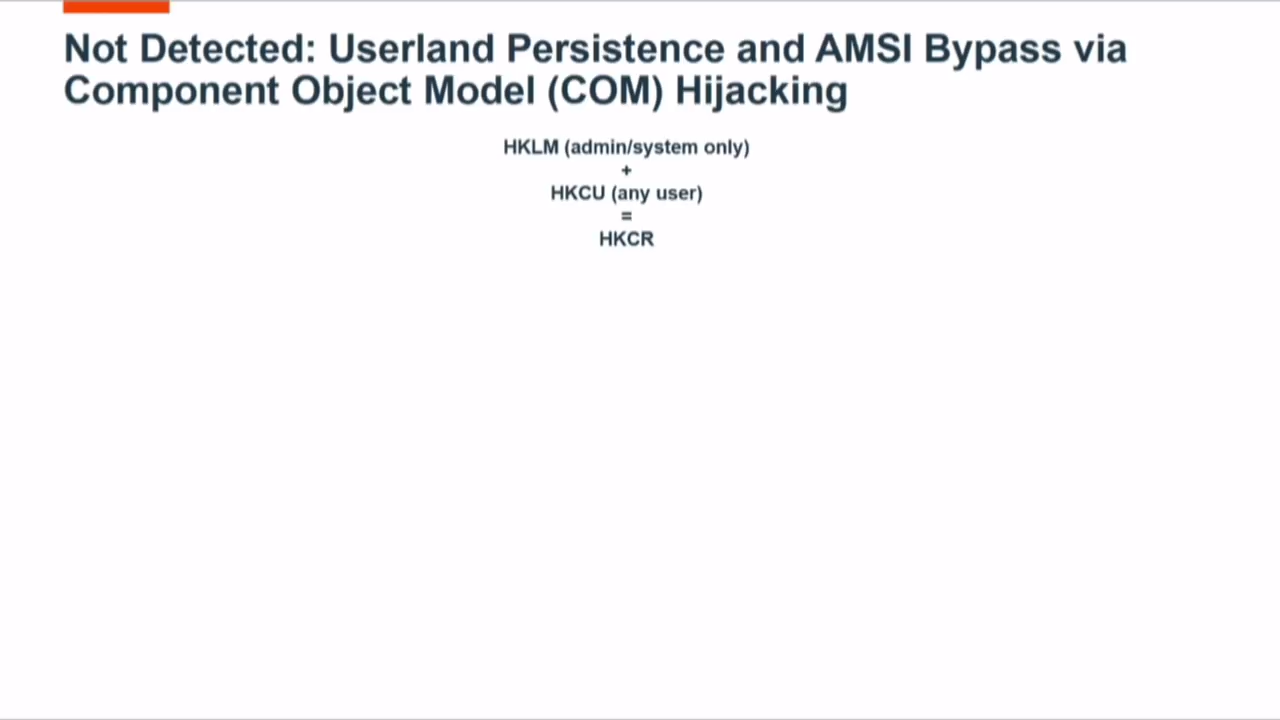 Not Detected: Userland Persistence and AMSI Bypass via
Component Object Model (COM) Hijacking
HKLM (admin/system only)
+
HKCU (any user)
=
HKCR